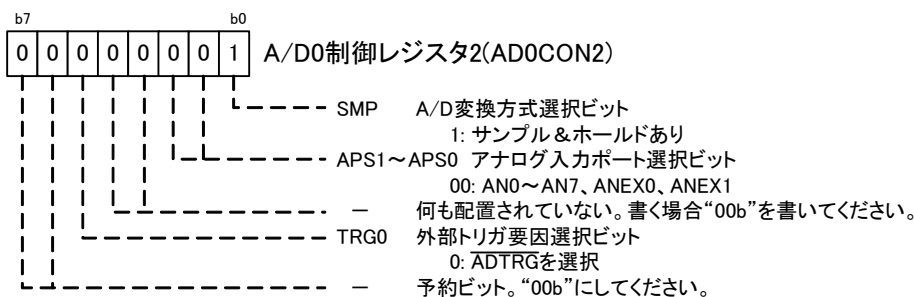 b7 b0
0 0 0 0 0 0 0 1 A/D0制御レジスタ2(AD0CON2)
SMP A/D変換方式選択ビット
1: サンプル&ホールドあり
APS1~APS0 アナログ入力ポート選択ビット
00: AN0~AN7、ANEX0、ANEX1
― 何も配置されていない。書く場合“00b”を書いてください。
TRG0 外部トリガ要因選択ビット
0: ADTRGを選択
― 予約ビット。“00b”にしてください。